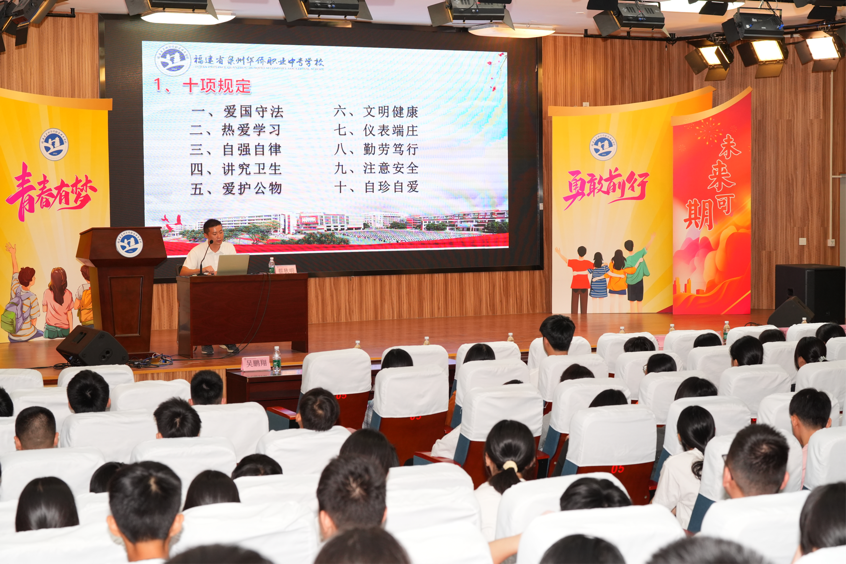 福建省泉州华侨职业中专学校
1、十项规定
一、爱国守法 六、文明健康
二、热爱学习 七、仪表端庄
三、自强自律 八、勤劳笃行
四、讲究卫生 九、注意安全
五、爱护公物 十、自珍自爱
青春有梦
勇敢前行
未来可期
吴鹏翔
05